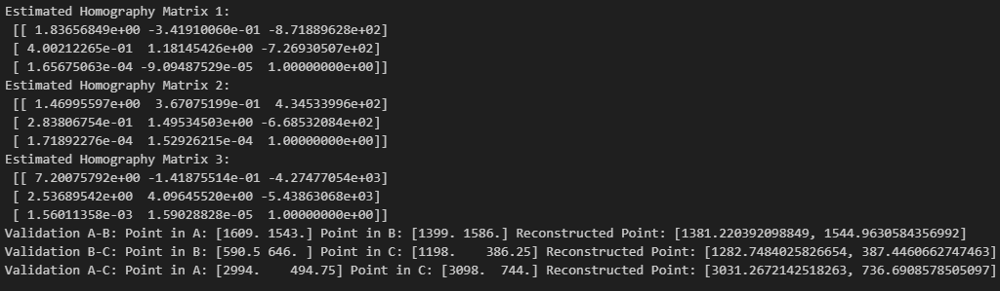 Estimated Homography Matrix 1:
[[ 1.83656849e+00 -3.41910060e-01 -8.71889628e+02]
[ 4.00212265e-01 1.18145426e+00 -7.26930507e+02]
[ 1.65675063e-04 -9.09487529e-05 1.00000000e+00]]
Estimated Homography Matrix 2:
[[ 1.46995597e+00 3.67075199e-01 4.34533996e+02]
[ 2.83806754e-01 1.49534503e+00 -6.68532084e+02]
[ 1.71892276e-04 1.52926215e-04 1.00000000e+00]]
Estimated Homography Matrix 3:
[[ 7.20075792e+00 -1.41875514e-01 -4.27477054e+03]
[ 2.53689542e+00 4.09645520e+00 -5.43863068e+03]
[ 1.56011358e-03 1.59028828e-05 1.00000000e+00]]
Validation A-B: Point in A: [1609. 1543.] Point in B: [1399. 1586.] Reconstructed Point: [1381.220392098849, 1544.9630584356992]
Validation B-C: Point in B: [590.5 646. ] Point in C: [1198. 386.25] Reconstructed Point: [1282.7484025826654, 387.4460662747463]
Validation A-C: Point in A: [2994. 494.75] Point in C: [3098. 744.] Reconstructed Point: [3031.2672142518263, 736.6908578505097]